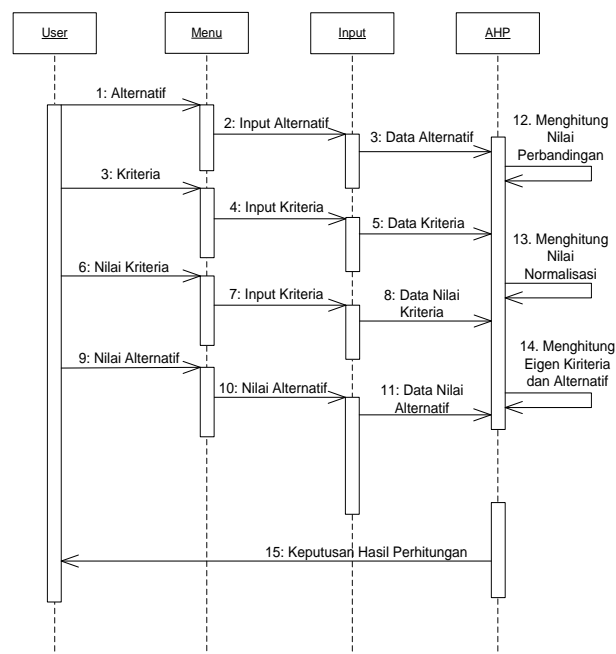 User
Menu
Input
AHP
1: Alternatif
2: Input Alternatif
3: Data Alternatif
12. Menghitung
Nilai
Perbandingan
3: Kriteria
4: Input Kriteria
5: Data Kriteria
13. Menghitung
Nilai
Normalisasi
6: Nilai Kriteria
7: Input Kriteria
8: Data Nilai
Kriteria
9: Nilai Alternatif
10: Nilai Alternatif
11: Data Nilai
Alternatif
14. Menghitung
Eigen Kiriteria
dan Alternatif
15: Keputusan Hasil Perhitungan